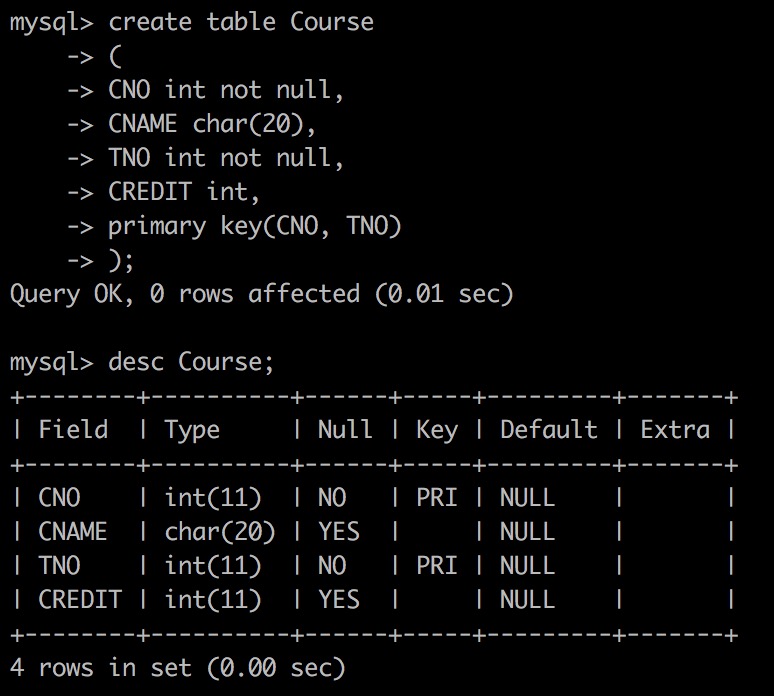 mysql> create table Course
    -> (
    -> CNO int not null,
    -> CNAME char(20),
    -> TNO int not null,
    -> CREDIT int,
    -> primary key(CNO, TNO)
    -> );
Query OK, 0 rows affected (0.01 sec)

mysql> desc Course;
+--------+----------+------+-----+---------+-------+
| Field  | Type     | Null | Key | Default | Extra |
+--------+----------+------+-----+---------+-------+
| CNO    | int(11)  | NO   | PRI | NULL    |       |
| CNAME  | char(20) | YES  |     | NULL    |       |
| TNO    | int(11)  | NO   | PRI | NULL    |       |
| CREDIT | int(11)  | YES  |     | NULL    |       |
+--------+----------+------+-----+---------+-------+
4 rows in set (0.00 sec)